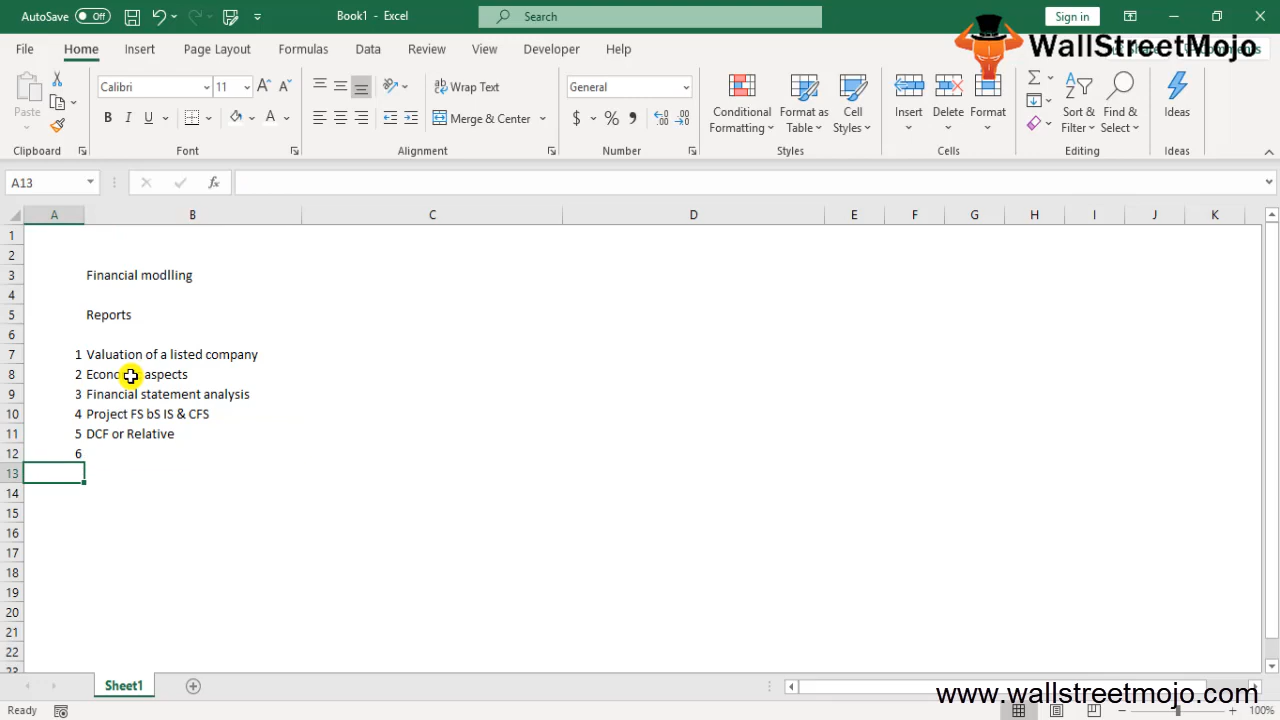 AutoSave Off Book1 - Excel Search Sign in
WallStreetMojo
File Home Insert Page Layout Formulas Data Review View Developer Help
Paste Calibri 11 Wrap Text General Conditional Formatting Format as Table Cell Styles Insert Delete Format Sort & Filter Find & Select Ideas
B I U Merge & Center $ % 9
Clipboard Font Alignment Number Styles Cells Editing Ideas
A13 fx
A B C D E F G H I J K
1
2
3 Financial modlling
4
5 Reports
6
7 1 Valuation of a listed company
8 2 aspects
9 3 Financial statement analysis
10 4 Project FS bS IS & CFS
11 5 DCF or Relative
12 6
13
14
15
16
17
18
19
20
21
22
23
Sheet1
www.wallstreetmojo.com
Ready 100%